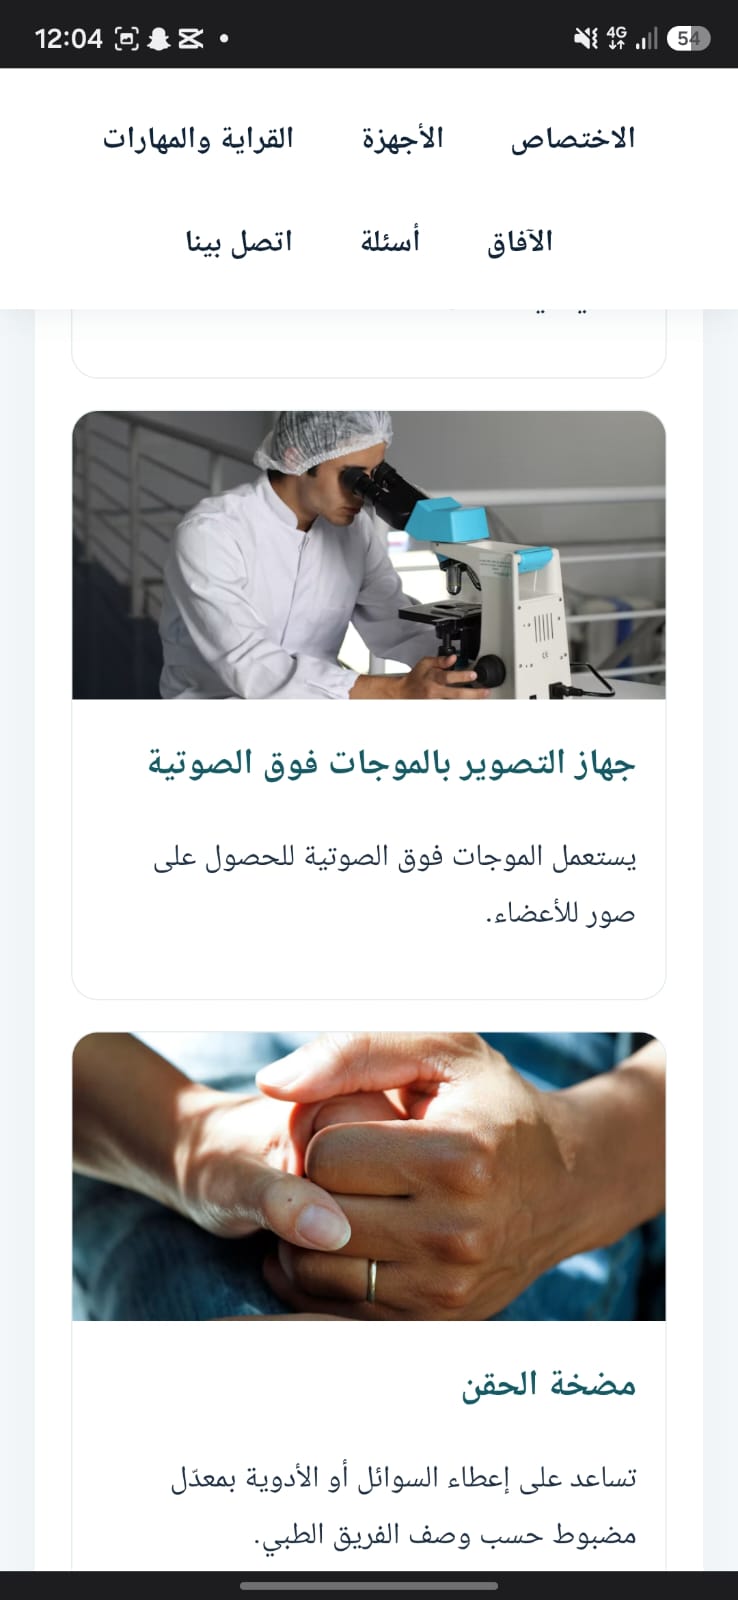 12:04
4G
54
الاختصاص الأجهزة القراية والمهارات
الآفاق أسئلة اتصل بينا
جهاز التصوير بالموجات فوق الصوتية
يستعمل الموجات فوق الصوتية للحصول على
صور للأعضاء.
مضخة الحقن
تساعد على إعطاء السوائل أو الأدوية بمعدّل
مضبوط حسب وصف الفريق الطبي.